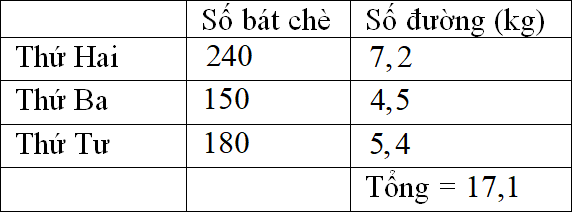 Số bát chè Số đường (kg)
Thứ Hai 240 7,2
Thứ Ba 150 4,5
Thứ Tư 180 5,4
Tổng = 17,1